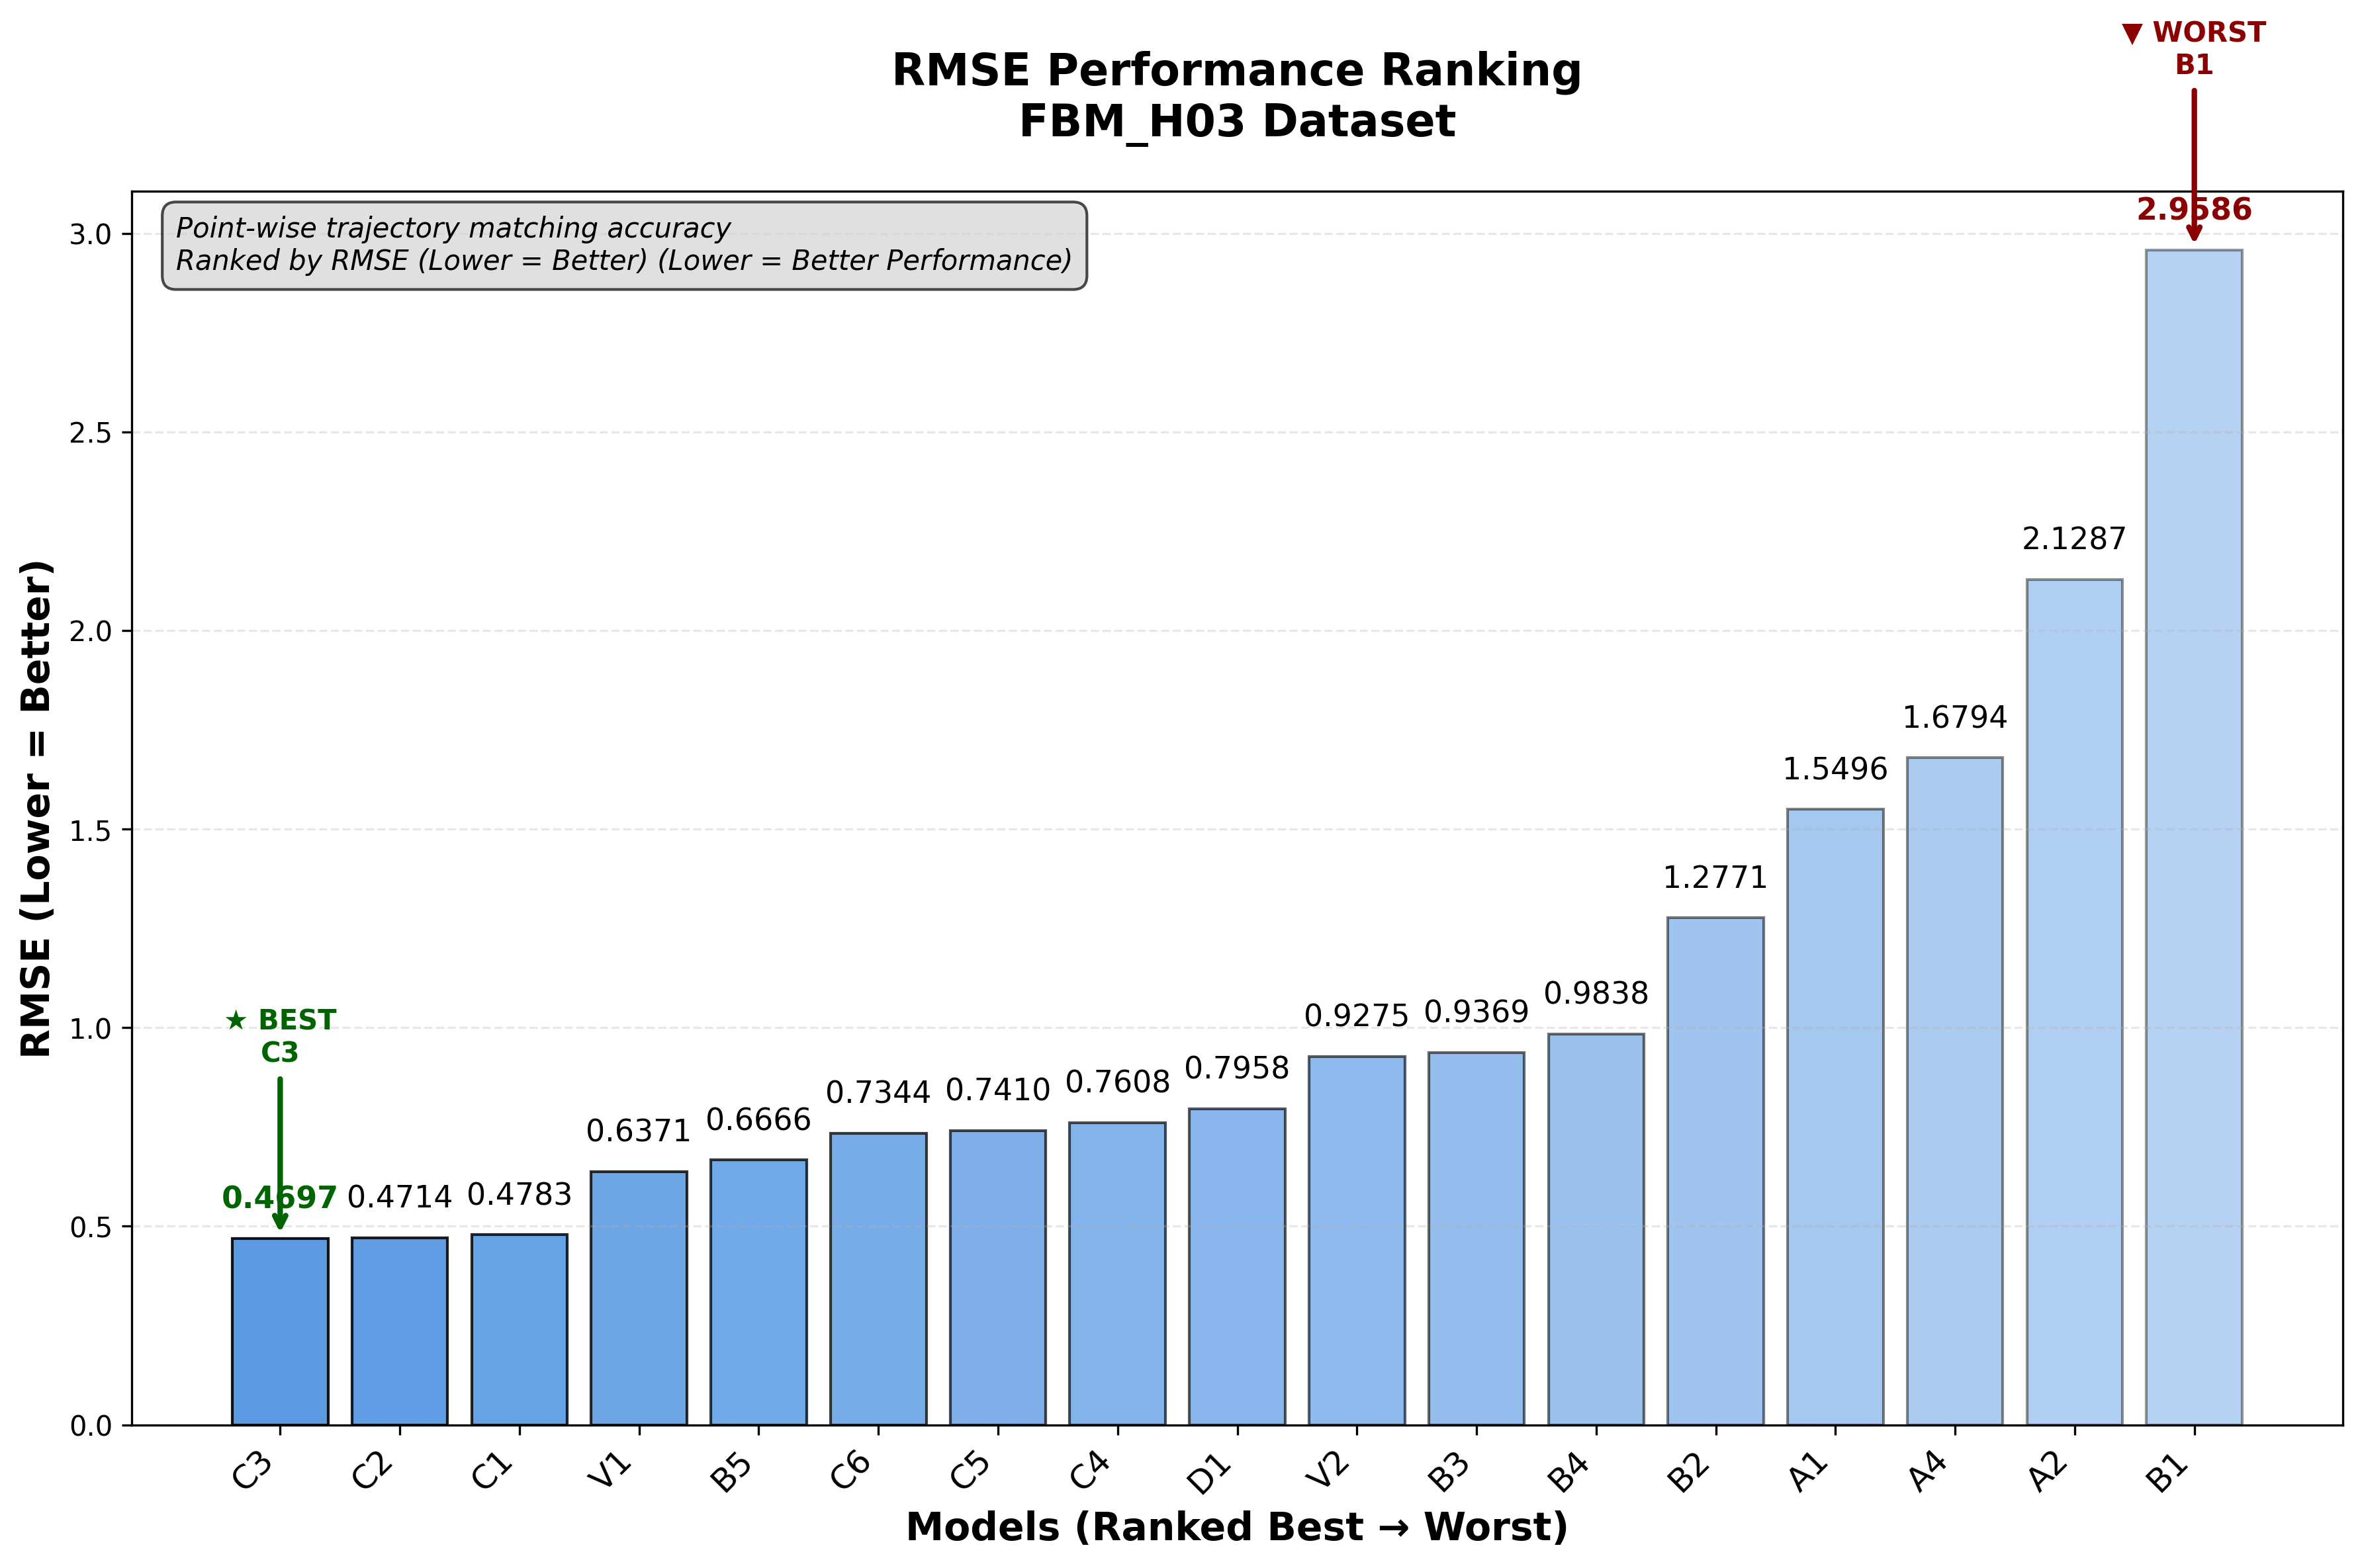 ▼ WORST
B1
RMSE Performance Ranking
FBM_H03 Dataset
Point-wise trajectory matching accuracy
Ranked by RMSE (Lower = Better) (Lower = Better Performance)
RMSE (Lower = Better)
3.0
2.5
2.0
1.5
1.0
0.5
0.0
★ BEST
C3
0.4697
0.4714
0.4783
0.6371
0.6666
0.7344
0.7410
0.7608
0.7958
0.9275
0.9369
0.9838
1.2771
1.5496
1.6794
2.1287
2.9586
C3
C2
C1
V1
B5
C6
C5
C4
D1
V2
B3
B4
B2
A1
A4
A2
B1
Models (Ranked Best → Worst)